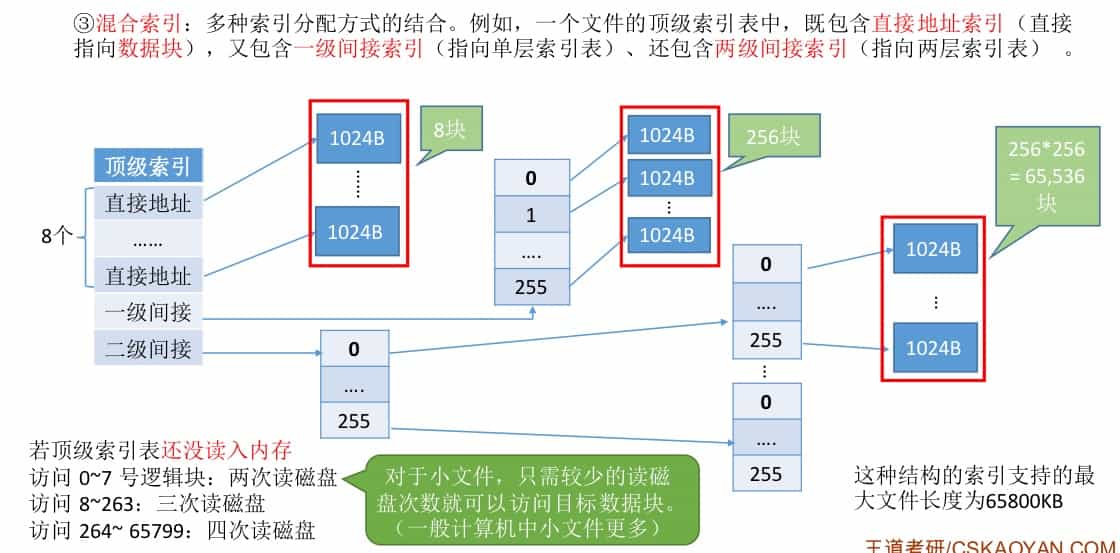 ③混合索引：多种索引分配方式的结合。例如，一个文件的顶级索引表中，既包含直接地址索引（直接
指向数据块），又包含一级间接索引（指向单层索引表）、还包含两级间接索引（指向两层索引表）。
顶级索引
直接地址
……
直接地址
一级间接
二级间接
8个
1024B
1024B
8块
0
1
....
255
1024B
1024B
1024B
256块
0
....
255
0
....
255
0
....
255
1024B
1024B
256*256
= 65,536
块
若顶级索引表还没读入内存
访问 0~7 号逻辑块：两次读磁盘
访问 8~263：三次读磁盘
访问 264~ 65799：四次读磁盘
对于小文件，只需较少的读磁
盘次数就可以访问目标数据块。
（一般计算机中小文件更多）
这种结构的索引支持的最
大文件长度为65800KB
王道考研/CSKAOYAN.COM